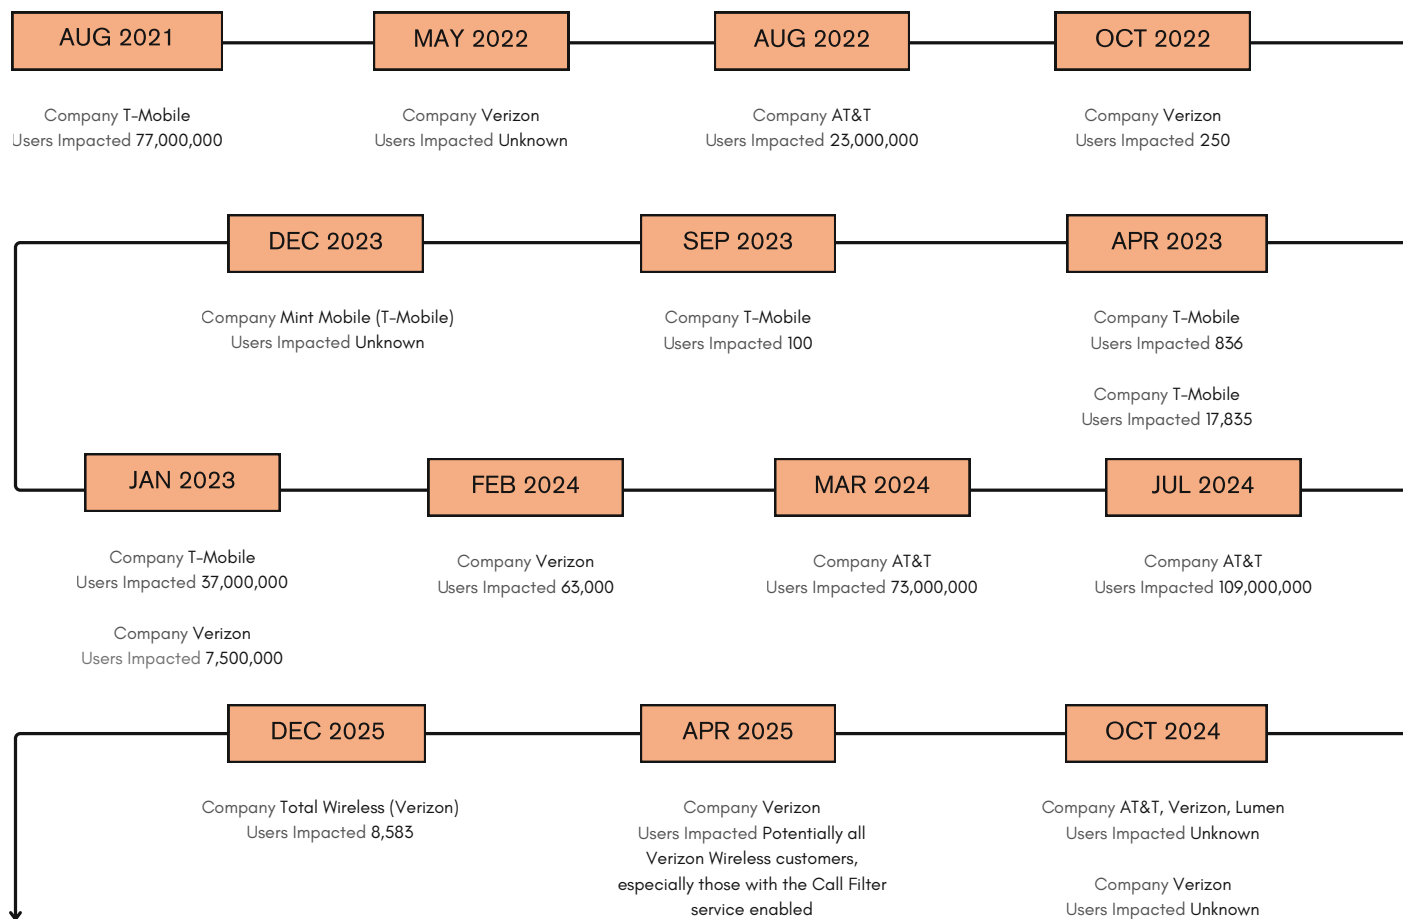 AUG 2021
Company T-Mobile
Users Impacted 77,000,000
MAY 2022
Company Verizon
Users Impacted Unknown
AUG 2022
Company AT&T
Users Impacted 23,000,000
OCT 2022
Company Verizon
Users Impacted 250
DEC 2023
Company Mint Mobile (T-Mobile)
Users Impacted Unknown
SEP 2023
Company T-Mobile
Users Impacted 100
APR 2023
Company T-Mobile
Users Impacted 836
Company T-Mobile
Users Impacted 17,835
JAN 2023
Company T-Mobile
Users Impacted 37,000,000
Company Verizon
Users Impacted 7,500,000
FEB 2024
Company Verizon
Users Impacted 63,000
MAR 2024
Company AT&T
Users Impacted 73,000,000
JUL 2024
Company AT&T
Users Impacted 109,000,000
DEC 2025
Company Total Wireless (Verizon)
Users Impacted 8,583
APR 2025
Company Verizon
Users Impacted Potentially all
Verizon Wireless customers,
especially those with the Call Filter
service enabled
OCT 2024
Company AT&T, Verizon, Lumen
Users Impacted Unknown
Company Verizon
Users Impacted Unknown